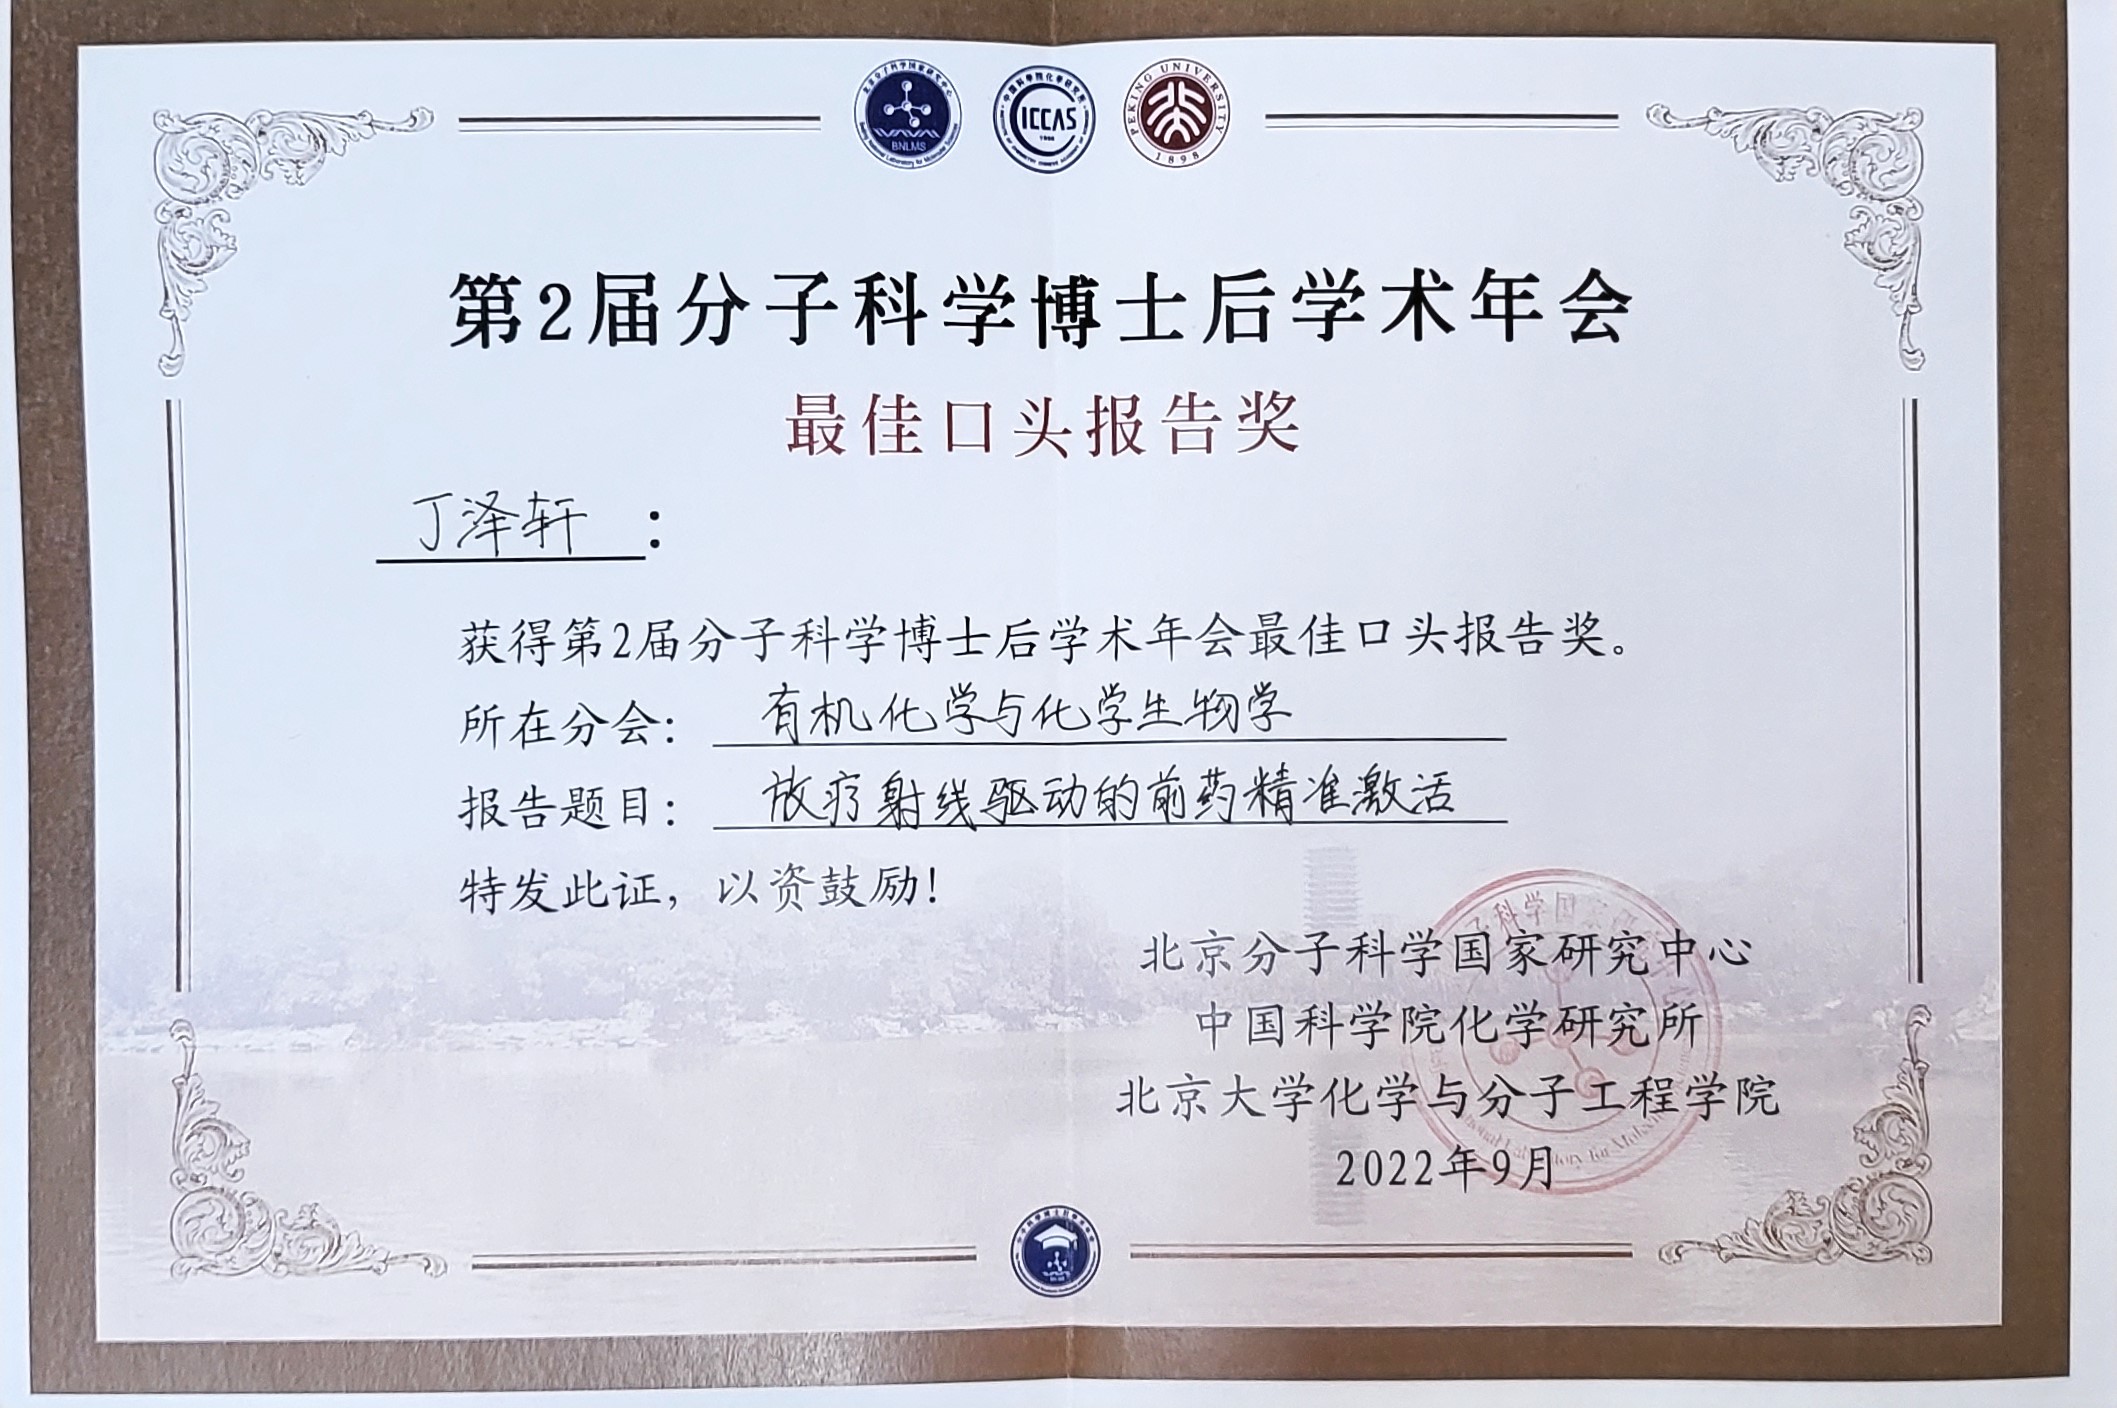 BNLMS
ICCAS
PEKING UNIVERSITY
1898
第2届分子科学博士后学术年会
最佳口头报告奖
丁泽轩：
获得第2届分子科学博士后学术年会最佳口头报告奖。
所在分会：有机化学与化学生物学
报告题目：放疗射线驱动的前药精准激活
特发此证，以资鼓励！
北京分子科学国家研究中心
中国科学院化学研究所
北京大学化学与分子工程学院
2022年9月